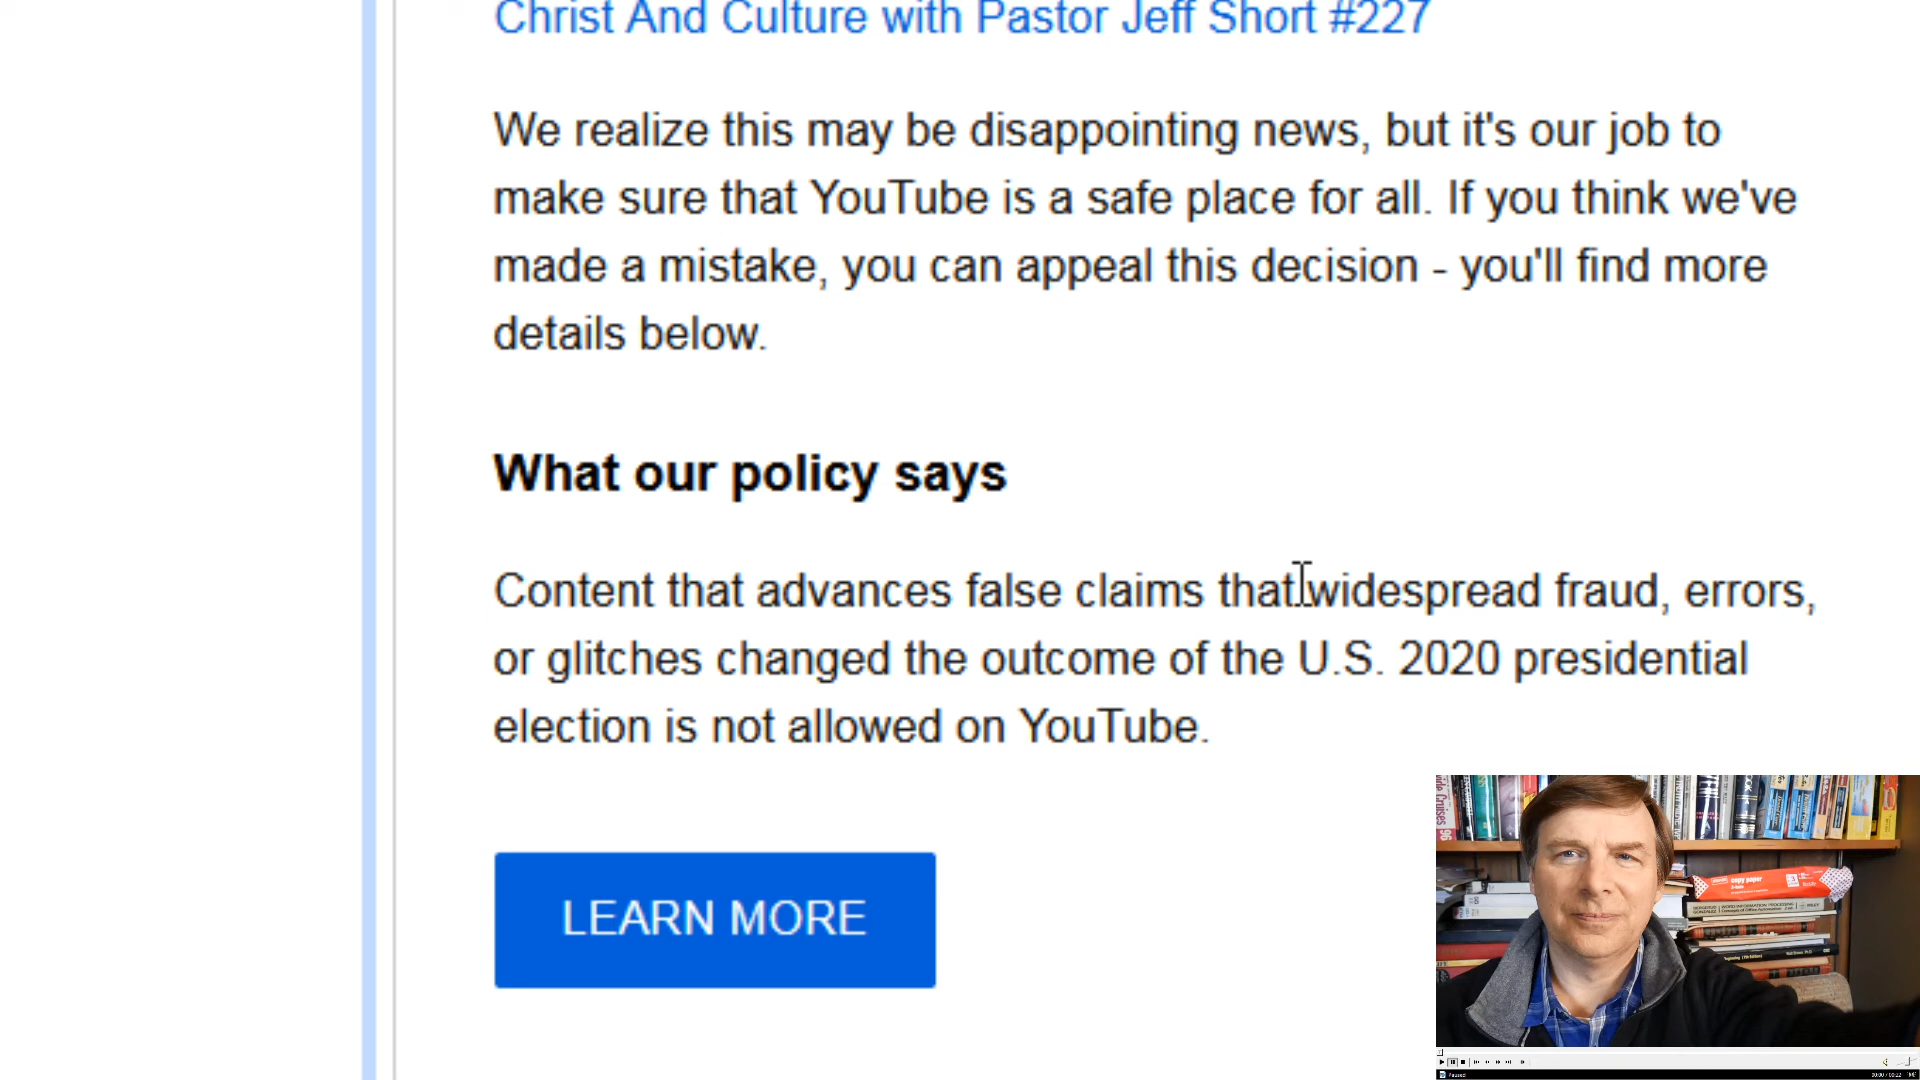 Christ And Culture with Pastor Jeff Short #227
We realize this may be disappointing news, but it's our job to
make sure that YouTube is a safe place for all. If you think we've
made a mistake, you can appeal this decision - you'll find more
details below.
What our policy says
Content that advances false claims that widespread fraud, errors,
or glitches changed the outcome of the U.S. 2020 presidential
election is not allowed on YouTube.
LEARN MORE
copy paper
Paused